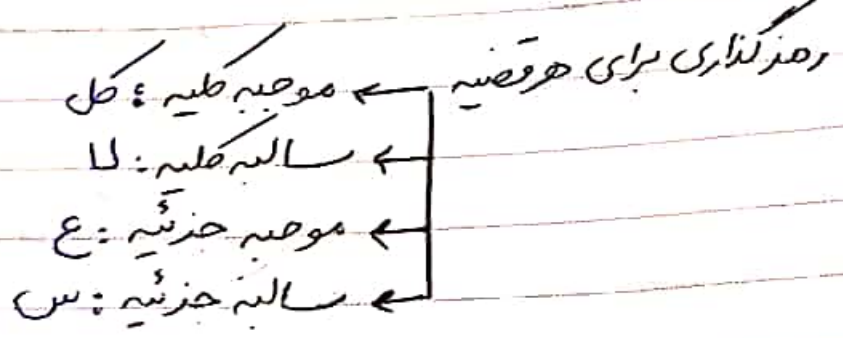 رمزگذاری برای هر قضیه ← موجبه کلیه : کل
← سالبه کلیه : لا
← موجبه جزئیه : ع
← سالبه جزئیه : س